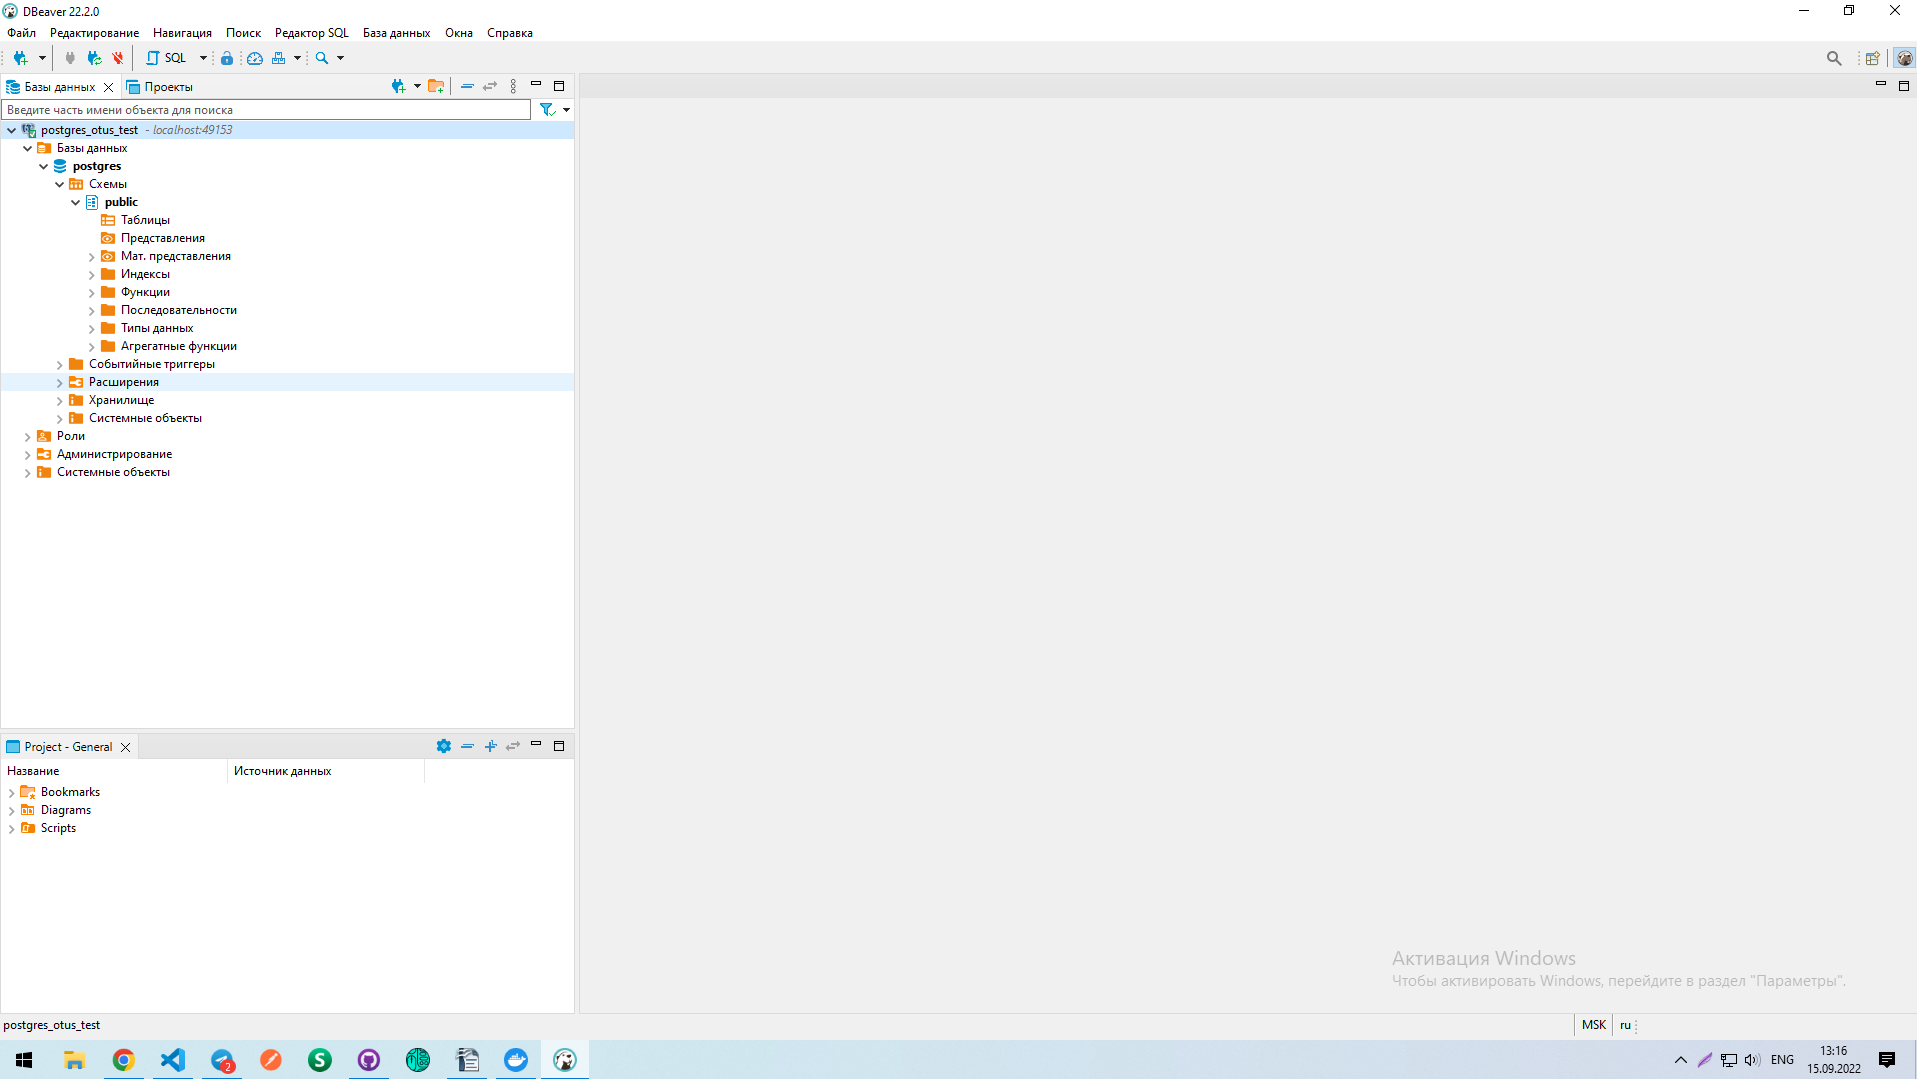 DBeaver 22.2.0
Файл Редактирование Навигация Поиск Редактор SQL База данных Окна Справка
SQL
Базы данных Проекты
Введите часть имени объекта для поиска
postgres_otus_test - localhost:49153
Базы данных
postgres
Схемы
public
Таблицы
Представления
Мат. представления
Индексы
Функции
Последовательности
Типы данных
Агрегатные функции
Событийные триггеры
Расширения
Хранилище
Системные объекты
Роли
Администрирование
Системные объекты
Project - General
Название Источник данных
Bookmarks
Diagrams
Scripts
Активация Windows
Чтобы активировать Windows, перейдите в раздел "Параметры".
postgres_otus_test MSK ru
2 S ENG 13:16
15.09.2022